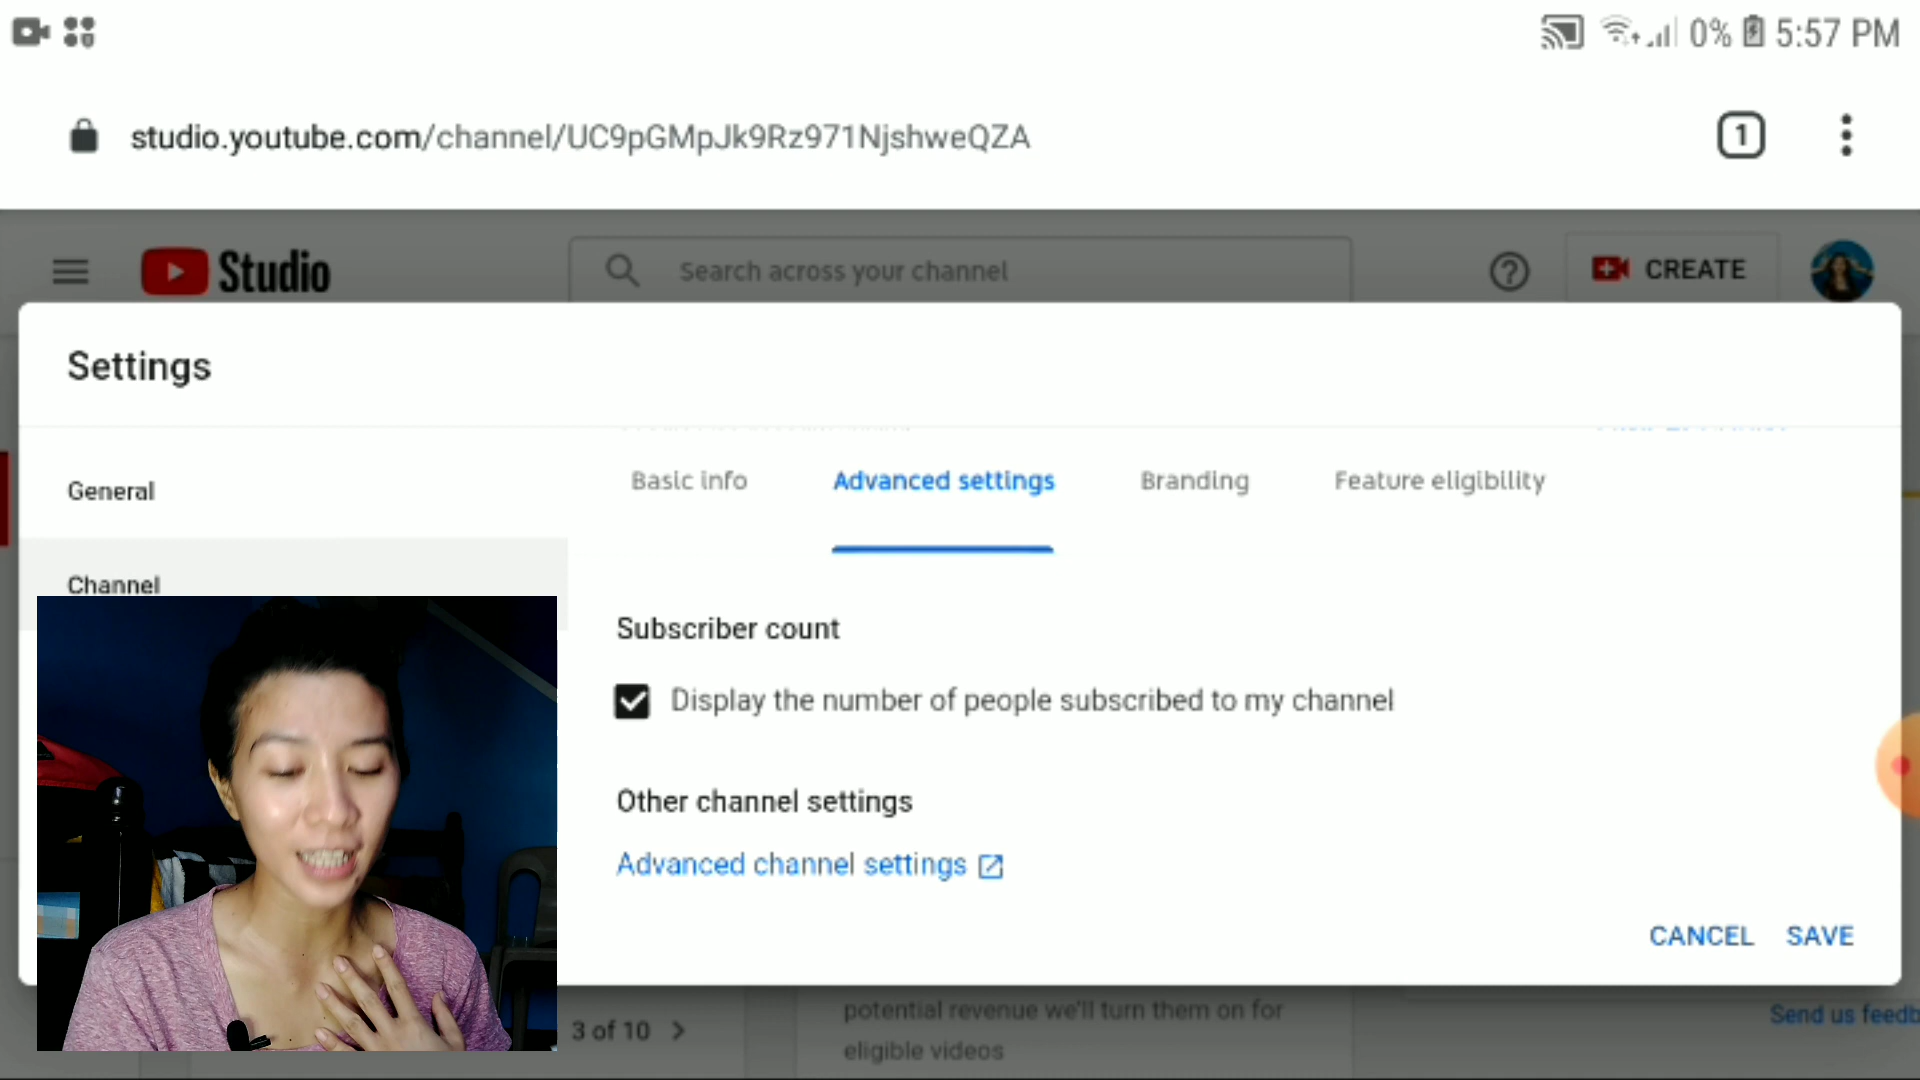 0% 5:57 PM
studio.youtube.com/channel/UC9pGMpJk9Rz971NjshweQZA
1
Studio
Search across your channel
CREATE
Settings
General
Channel
Basic info
Advanced settings
Branding
Feature eligibility
Subscriber count
Display the number of people subscribed to my channel
Other channel settings
Advanced channel settings
CANCEL
SAVE
3 of 10
potential revenue we'll turn them on for
eligible videos
Send us feedb